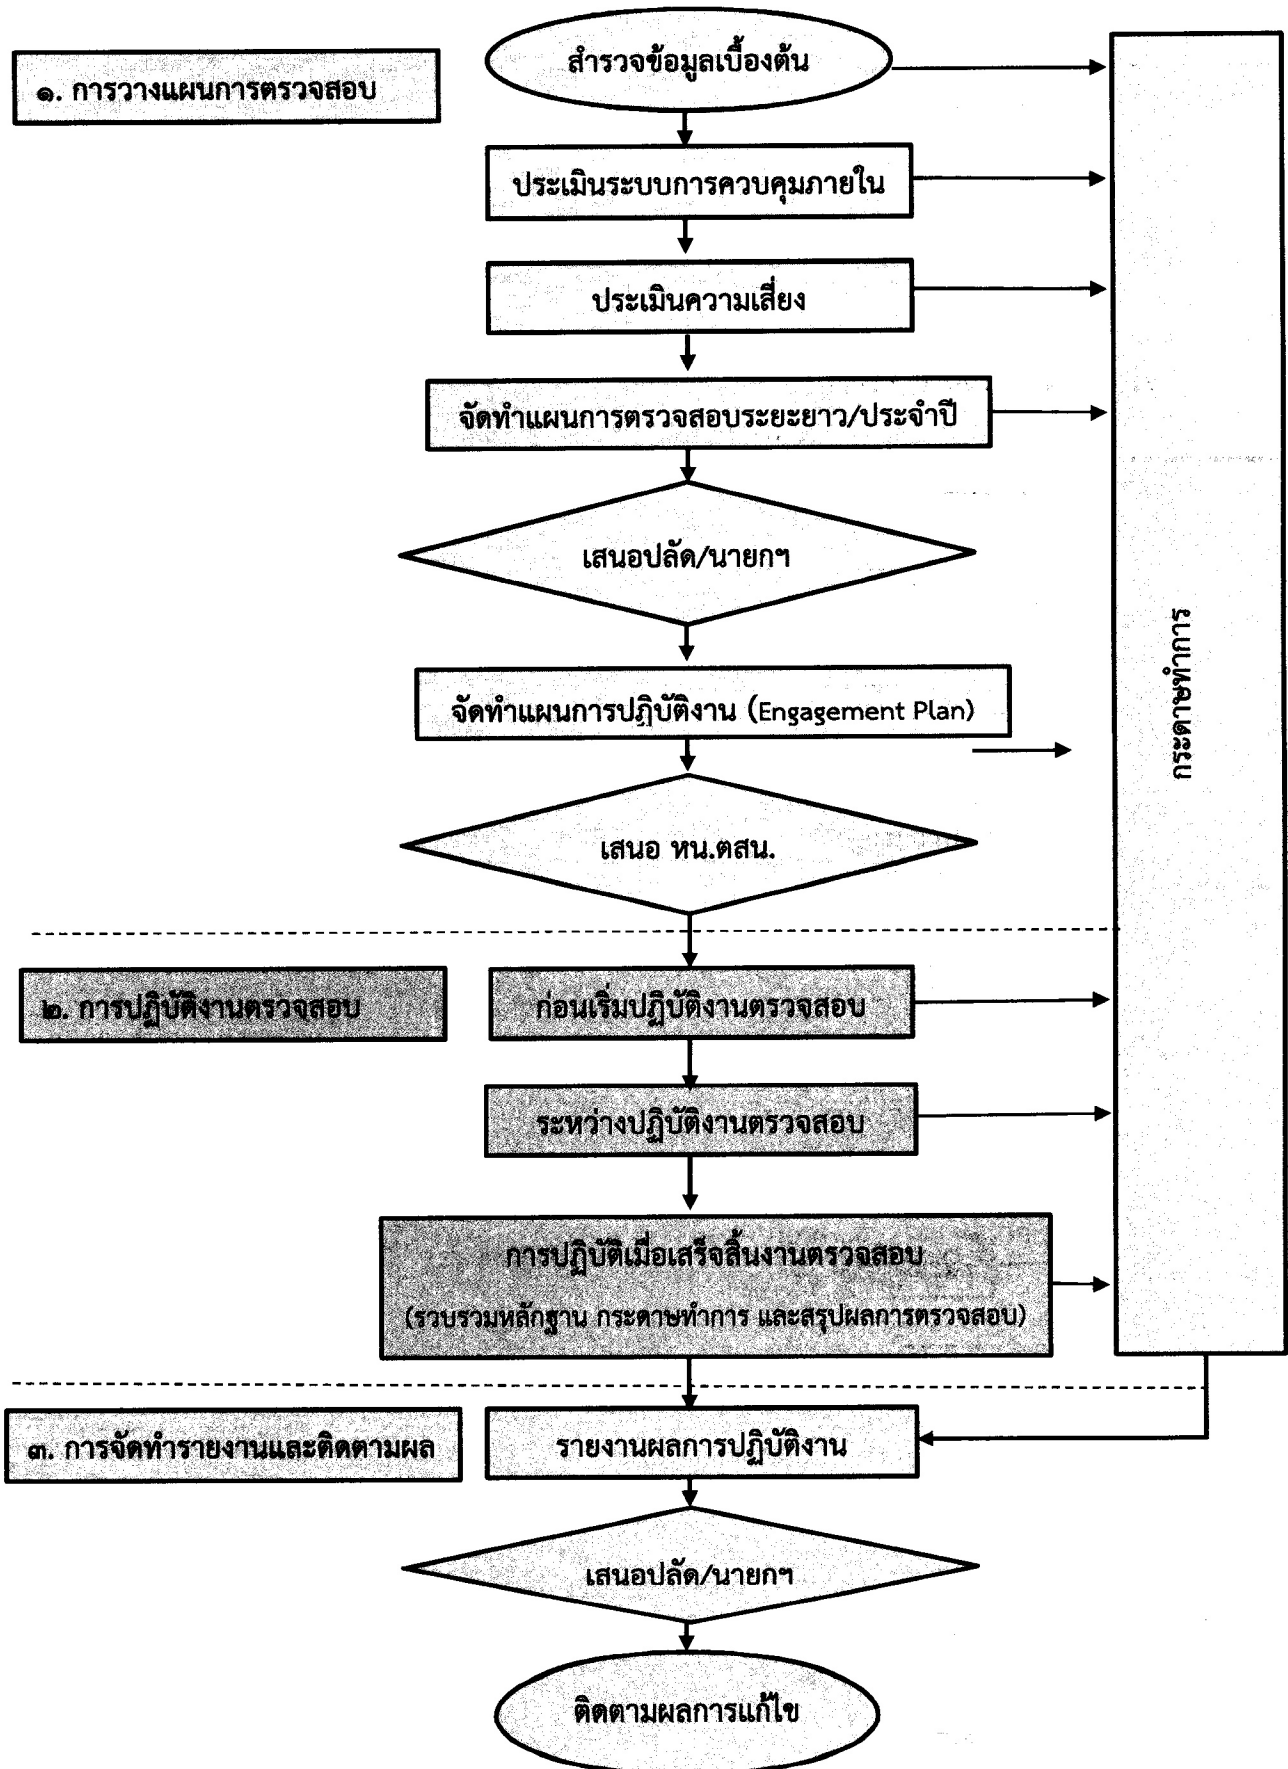 สำรวจข้อมูลเบื้องต้น
๑. การวางแผนการตรวจสอบ
ประเมินระบบการควบคุมภายใน
ประเมินความเสี่ยง
จัดทำแผนการตรวจสอบระยะยาว/ประจำปี
เสนอปลัด/นายกฯ
จัดทำแผนการปฏิบัติงาน (Engagement Plan)
กระดาษทำการ
เสนอ หน.ตสน.
๒. การปฏิบัติงานตรวจสอบ
ก่อนเริ่มปฏิบัติงานตรวจสอบ
ระหว่างปฏิบัติงานตรวจสอบ
การปฏิบัติเมื่อเสร็จสิ้นงานตรวจสอบ
(รวบรวมหลักฐาน กระดาษทำการ และสรุปผลการตรวจสอบ)
๓. การจัดทำรายงานและติดตามผล
รายงานผลการปฏิบัติงาน
เสนอปลัด/นายกฯ
ติดตามผลการแก้ไข